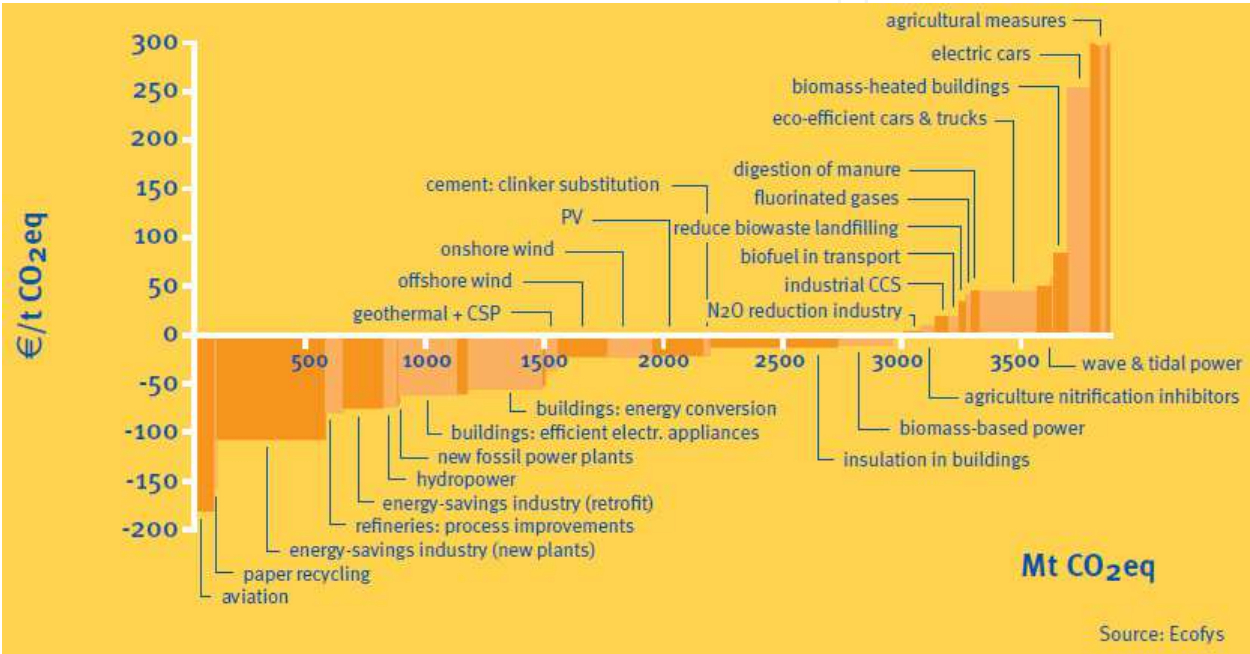 agricultural measures
300
electric cars
250
biomass-heated buildings
eco-efficient cars & trucks
200
digestion of manure
150
cement: clinker substitution
fluorinated gases
PV
reduce biowaste landfilling
100
onshore wind
biofuel in transport
offshore wind
industrial CCS
50
geothermal + CSP
N2O reduction industry
0
€/t CO2eq
500 1000 1500 2000 2500 3000 3500
wave & tidal power
-50
agriculture nitrification inhibitors
buildings: energy conversion
biomass-based power
buildings: efficient electr. appliances
-100
new fossil power plants
insulation in buildings
hydropower
-150
energy-savings industry (retrofit)
refineries: process improvements
-200
energy-savings industry (new plants)
paper recycling
aviation
Mt CO2eq
Source: Ecofys